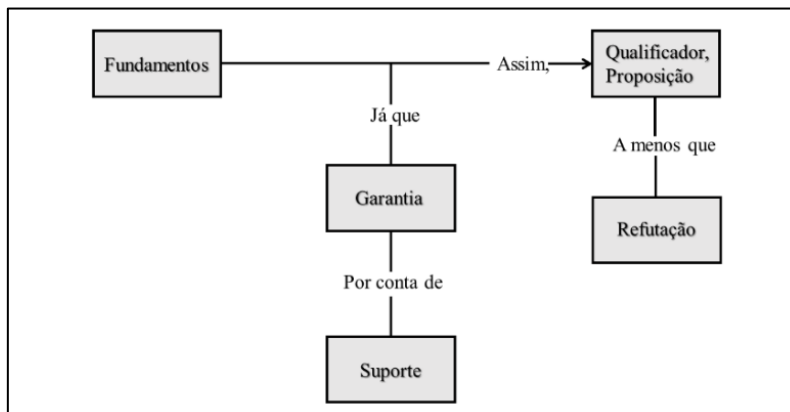 Fundamentos
Assim,
Qualificador,
Proposição
Já que
A menos que
Garantia
Refutação
Por conta de
Suporte